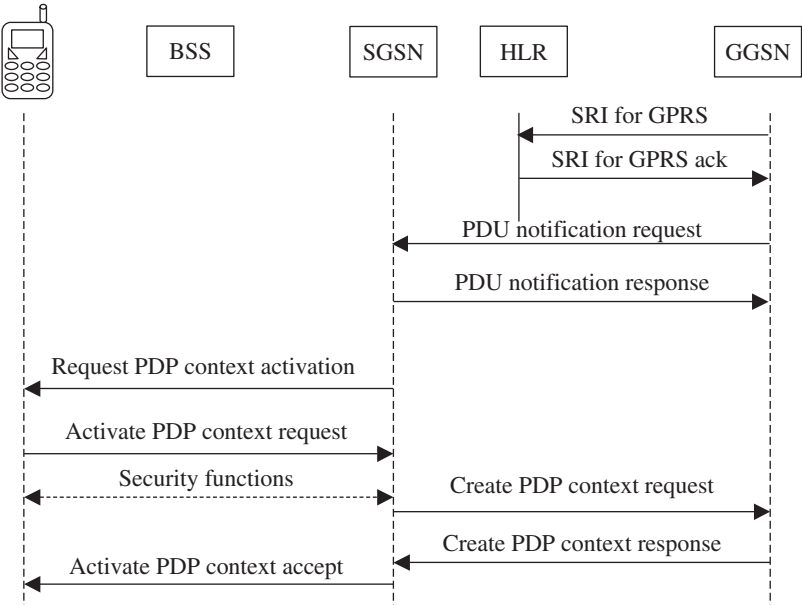 BSS
SGSN
HLR
GGSN
SRI for GPRS
SRI for GPRS ack
PDU notification request
PDU notification response
Request PDP context activation
Activate PDP context request
Security functions
Create PDP context request
Create PDP context response
Activate PDP context accept